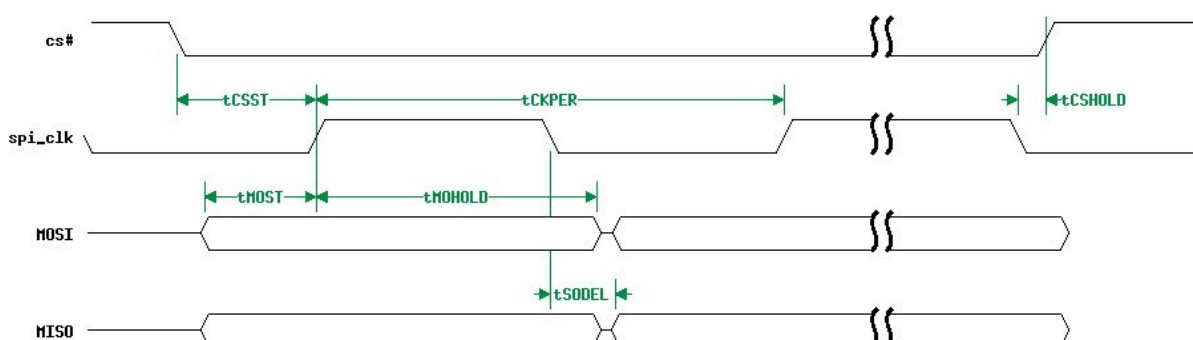 cs#
tCSST tCKPER tCSHOLD
spi_clk
tMOST tMOHOLD
MOSI
tSODEL
MISO